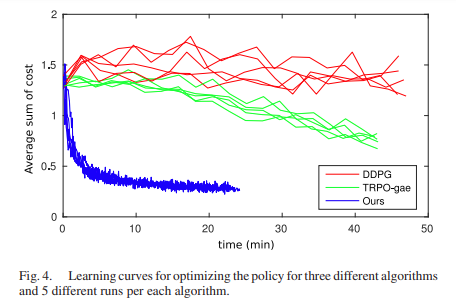 2
1.5
1
0.5
0
Average sum of cost
0 10 20 30 40 50
time (min)
DDPG
TRPO-gae
Ours
Fig. 4. Learning curves for optimizing the policy for three different algorithms
and 5 different runs per each algorithm.